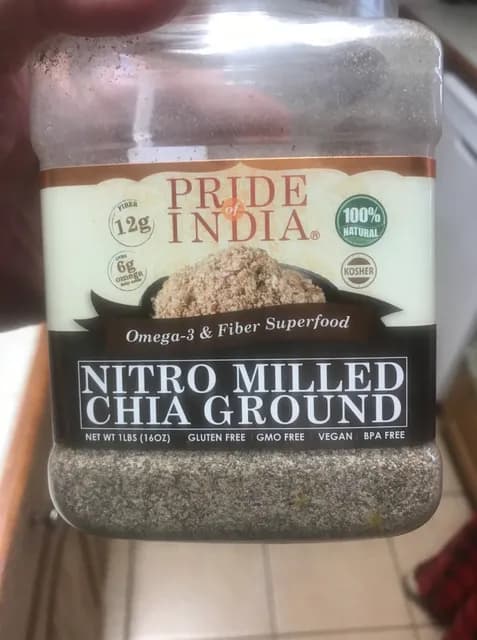 PRIDE
of
INDIA®
FIBER
12g
6g
omega
100%
NATURAL
KOSHER
Omega-3 & Fiber Superfood
NITRO MILLED
CHIA GROUND
NET WT 1LBS (16OZ) GLUTEN FREE GMO FREE VEGAN BPA FREE